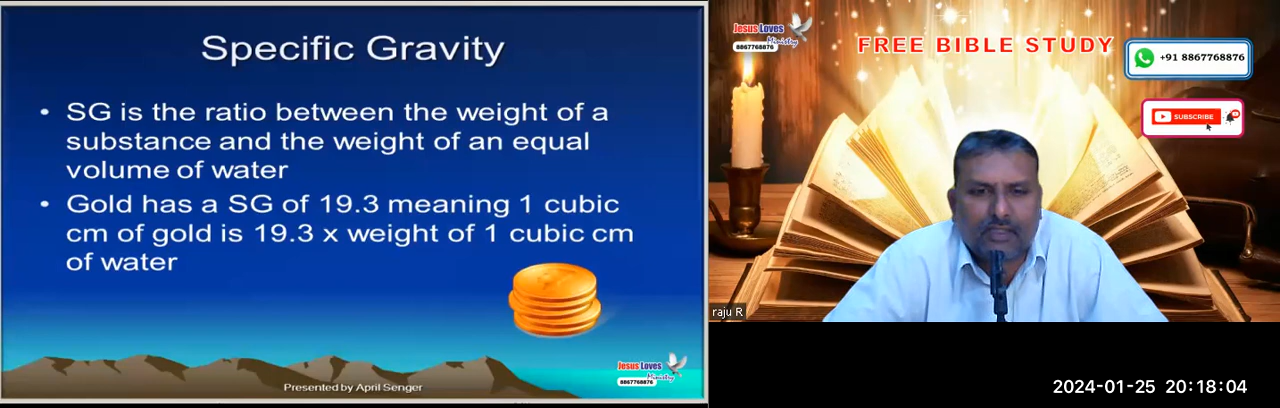 Specific Gravity
• SG is the ratio between the weight of a
substance and the weight of an equal
volume of water
• Gold has a SG of 19.3 meaning 1 cubic
cm of gold is 19.3 x weight of 1 cubic cm
of water
Jesus Loves
Ministry
8867768876
Presented by April Senger
Jesus Loves
Ministry
8867768876
FREE BIBLE STUDY
+91 8867768876
SUBSCRIBE
raju R
2024-01-25 20:18:04